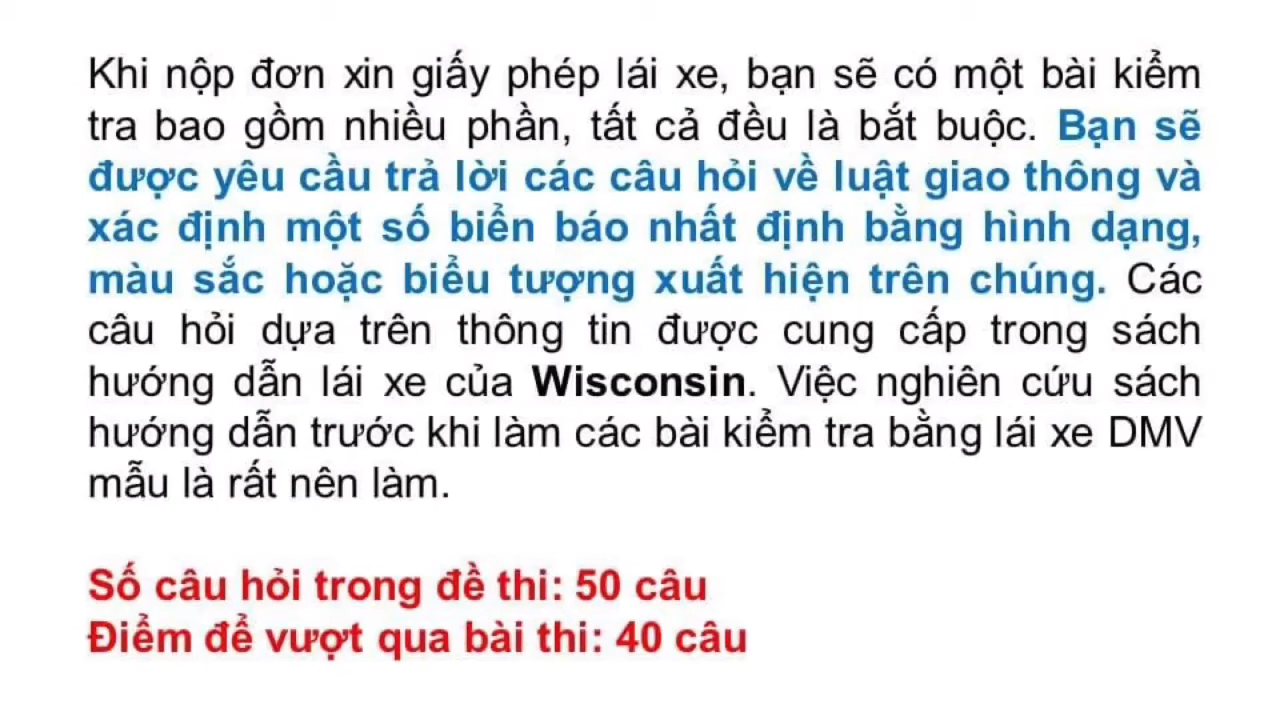 Khi nộp đơn xin giấy phép lái xe, bạn sẽ có một bài kiểm
tra bao gồm nhiều phần, tất cả đều là bắt buộc. Bạn sẽ
được yêu cầu trả lời các câu hỏi về luật giao thông và
xác định một số biển báo nhất định bằng hình dạng,
màu sắc hoặc biểu tượng xuất hiện trên chúng. Các
câu hỏi dựa trên thông tin được cung cấp trong sách
hướng dẫn lái xe của Wisconsin. Việc nghiên cứu sách
hướng dẫn trước khi làm các bài kiểm tra bằng lái xe DMV
mẫu là rất nên làm.
Số câu hỏi trong đề thi: 50 câu
Điểm để vượt qua bài thi: 40 câu